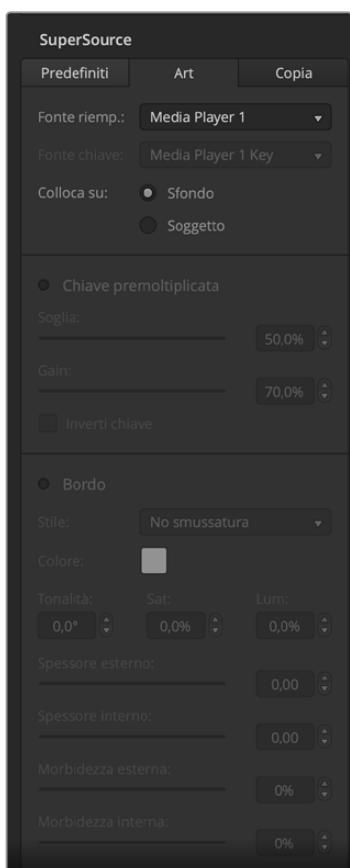 SuperSource
Predefiniti Art Copia
Fonte riemp.: Media Player 1
Fonte chiave: Media Player 1 Key
Colloca su: Sfondo
Soggetto
Chiave premoltiplicata
Soglia:
50,0%
Gain:
70,0%
Inverti chiave
Bordo
Stile: No smussatura
Colore:
Tonalità: Sat: Lum:
0,0° 0,0% 0,0%
Spessore esterno:
0,00
Spessore interno:
0,00
Morbidezza esterna:
0%
Morbidezza interna:
0%